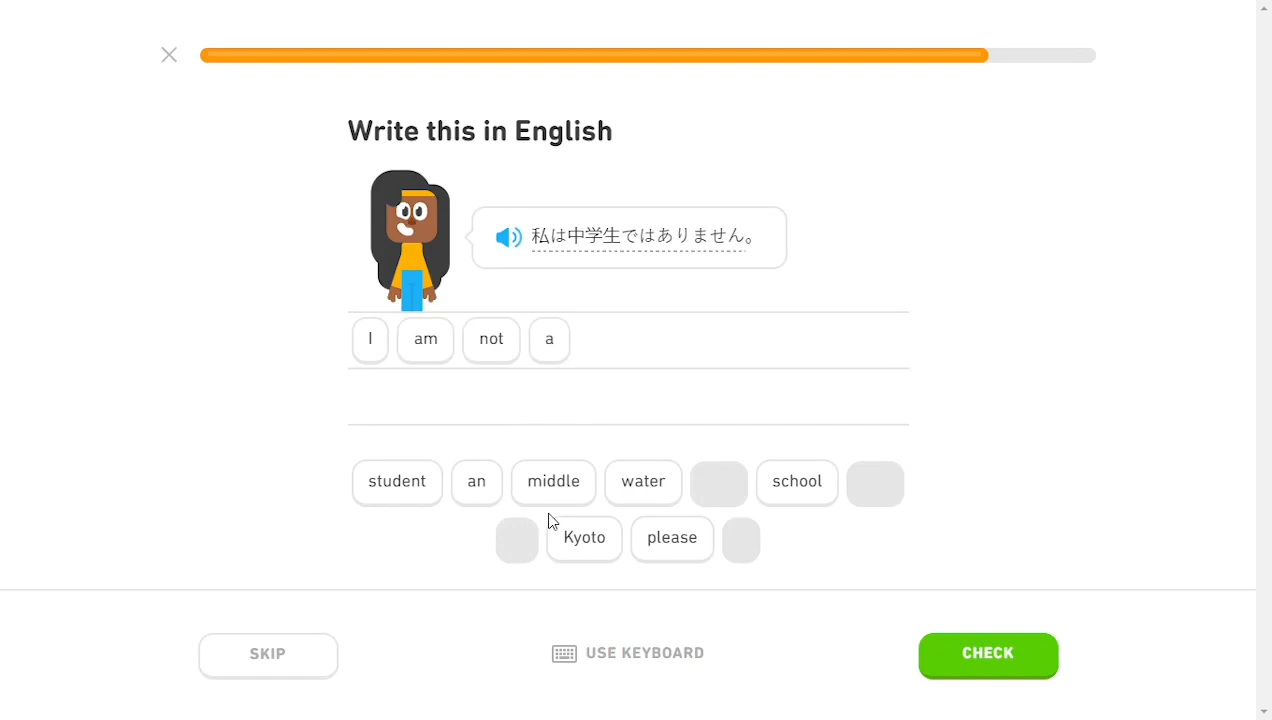 Write this in English
私は中学生ではありません。
I am not a
student an middle water school
Kyoto please
SKIP USE KEYBOARD CHECK